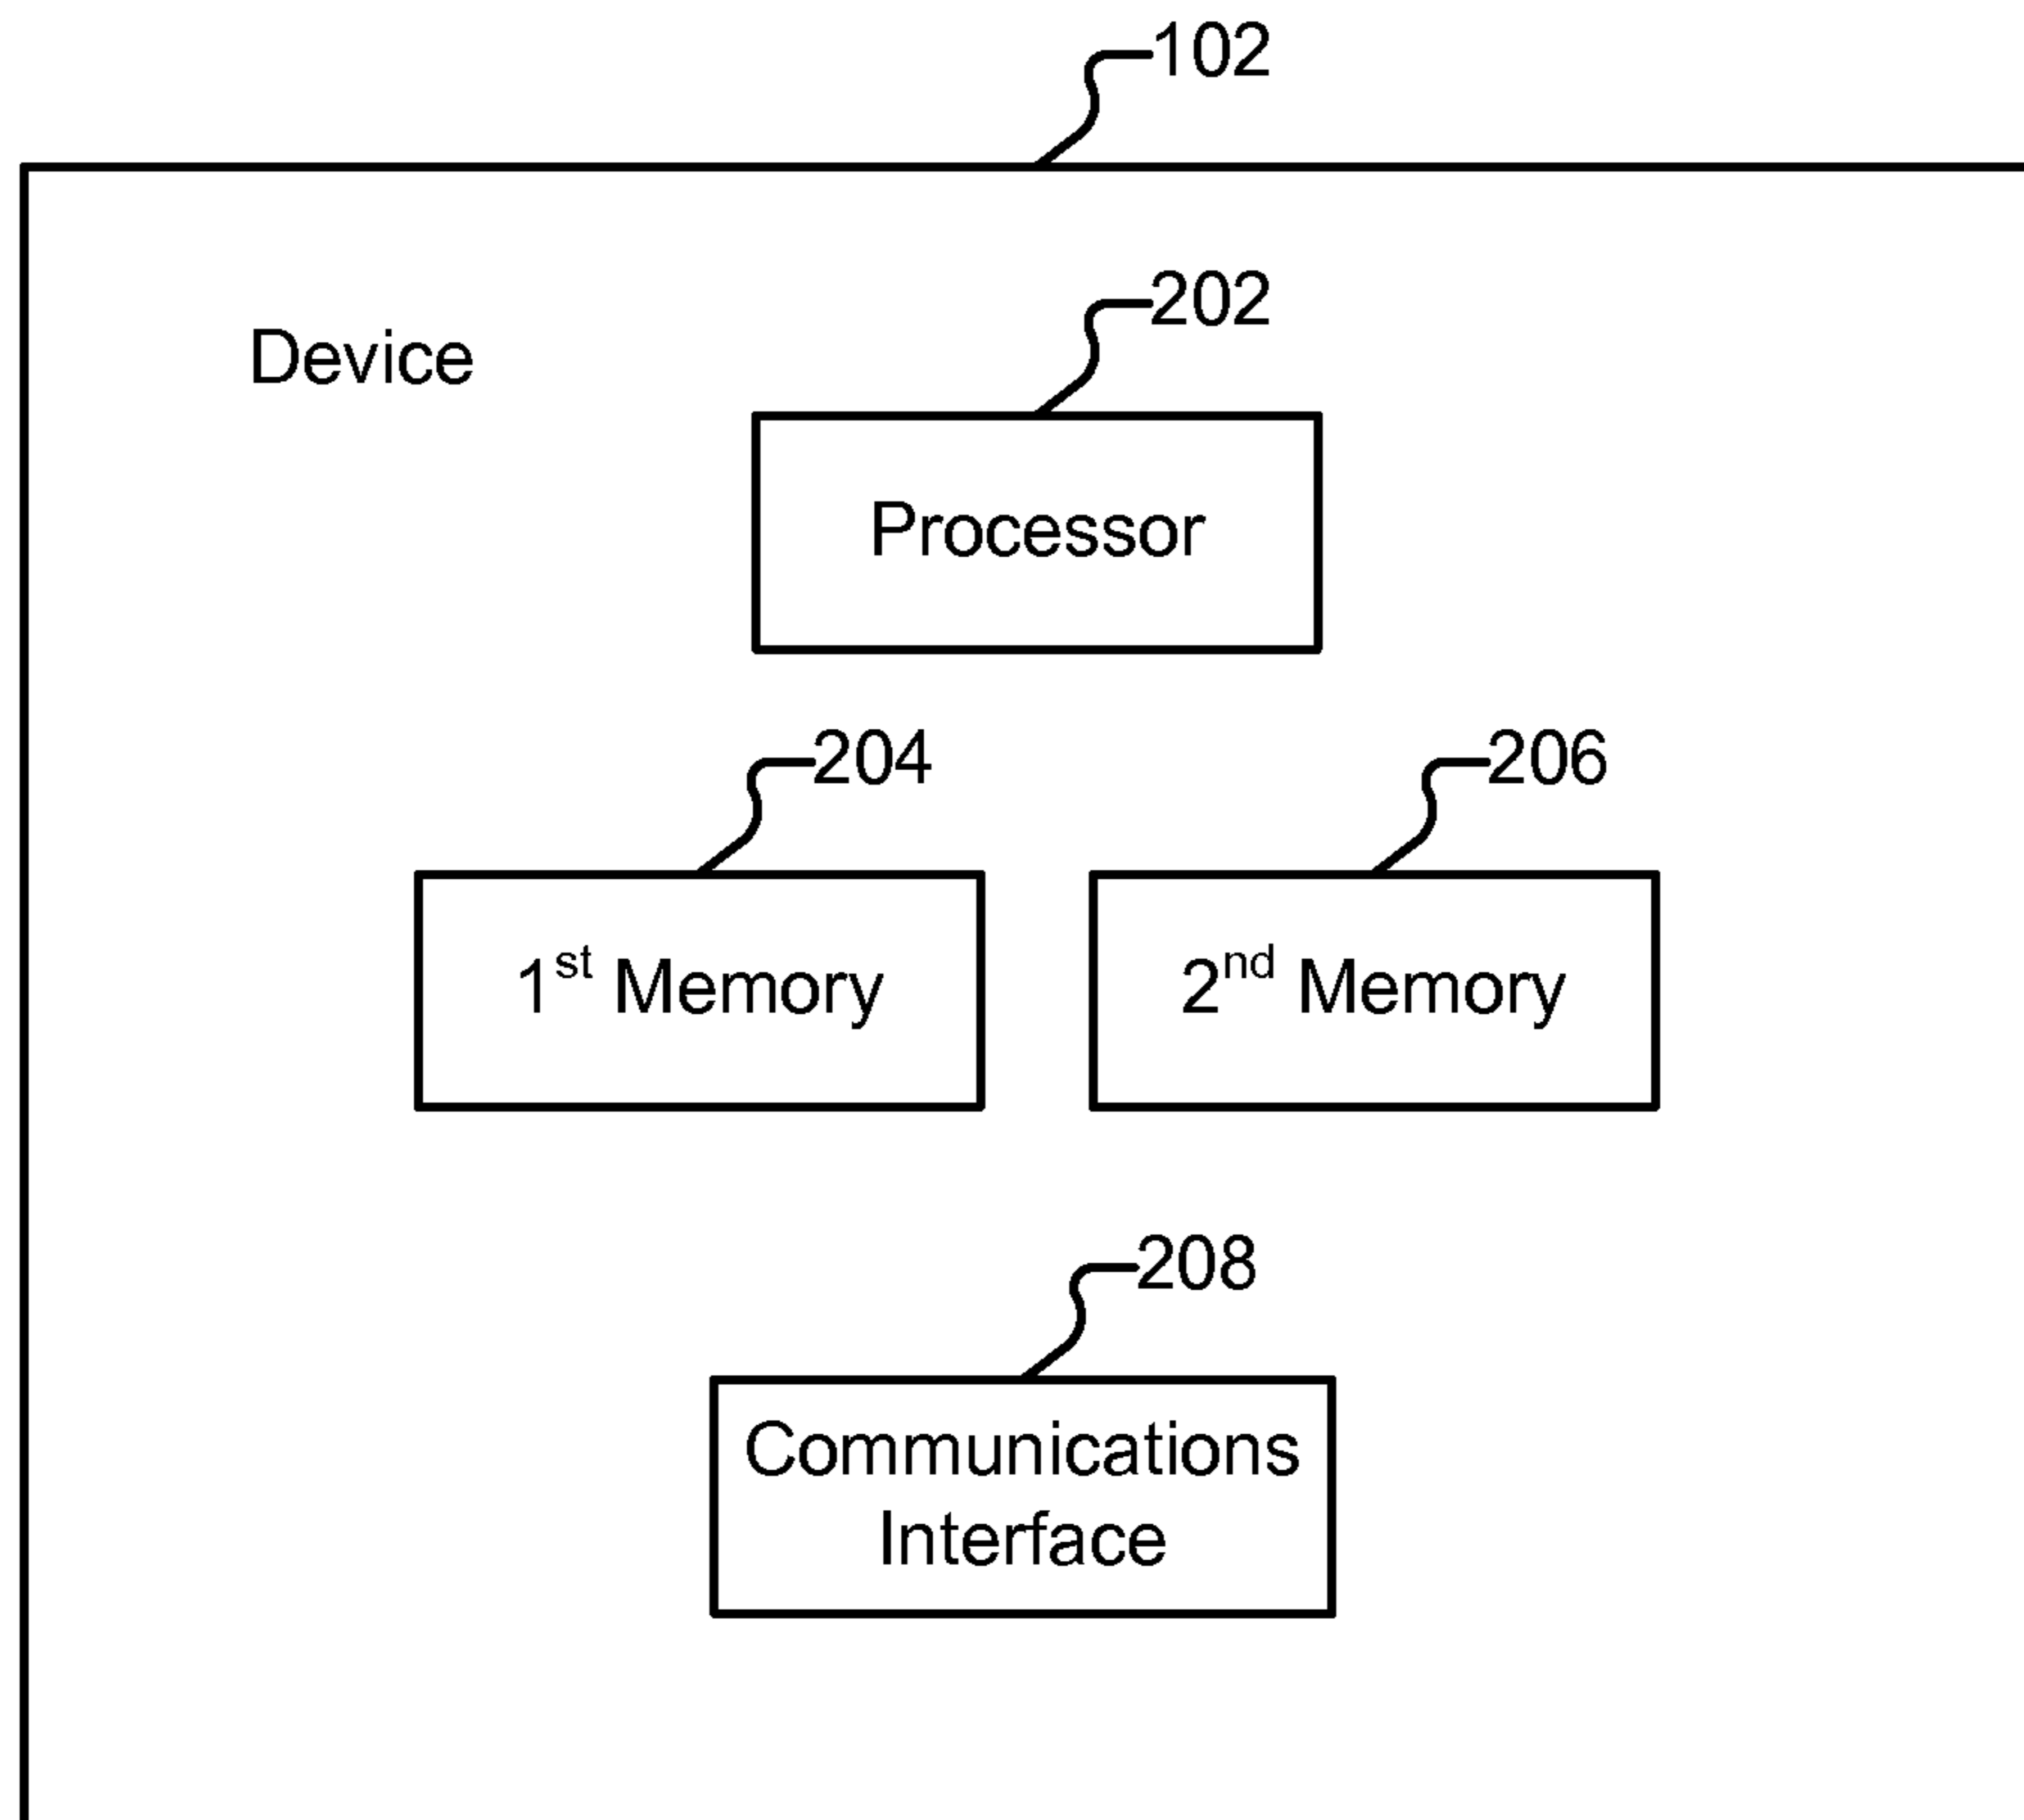 102
202
Device
Processor
204
206
1st Memory
2nd Memory
208
Communications
Interface